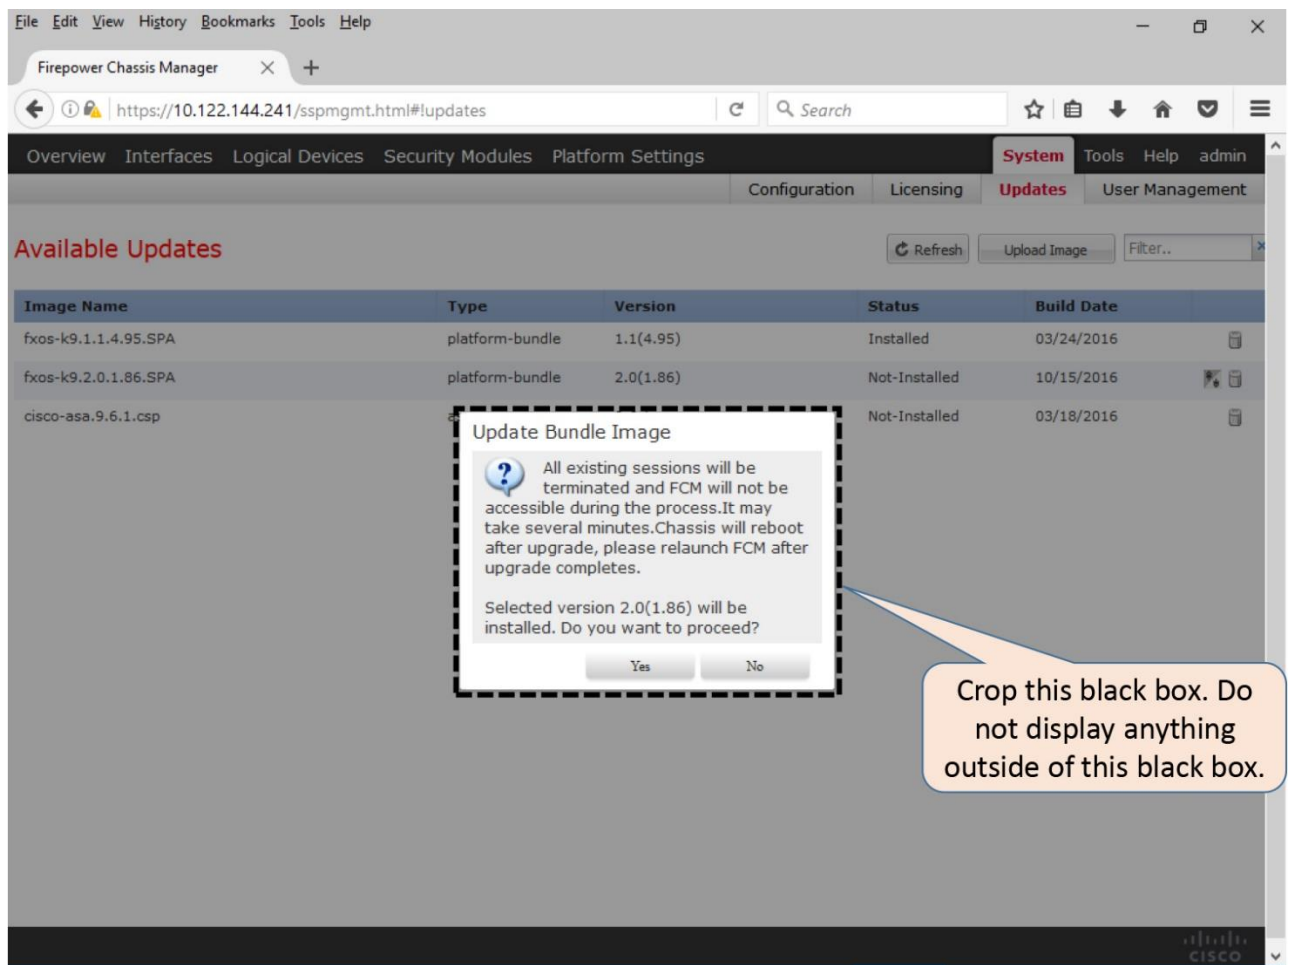 File Edit View History Bookmarks Tools Help
Firepower Chassis Manager
https://10.122.144.241/sspmgmt.html#!updates
Search
Overview Interfaces Logical Devices Security Modules Platform Settings System Tools Help admin
Configuration Licensing Updates User Management
Available Updates
Refresh Upload Image Filter..
Image Name Type Version Status Build Date
fxos-k9.1.1.4.95.SPA platform-bundle 1.1(4.95) Installed 03/24/2016
fxos-k9.2.0.1.86.SPA platform-bundle 2.0(1.86) Not-Installed 10/15/2016
cisco-asa.9.6.1.csp Not-Installed 03/18/2016
Update Bundle Image
All existing sessions will be
terminated and FCM will not be
accessible during the process.It may
take several minutes.Chassis will reboot
after upgrade, please relaunch FCM after
upgrade completes.
Selected version 2.0(1.86) will be
installed. Do you want to proceed?
Yes No
Crop this black box. Do
not display anything
outside of this black box.
CISCO